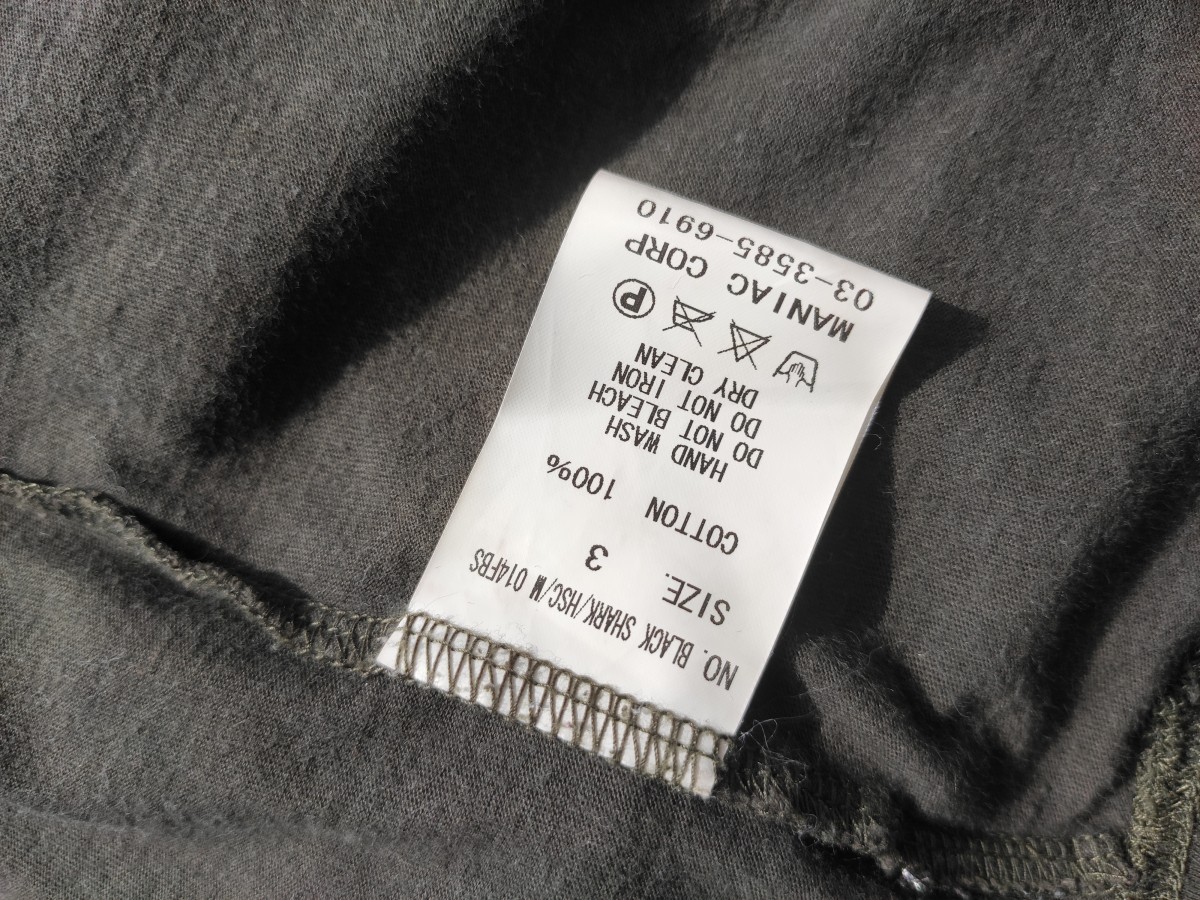 NO. BLACK SHARK/HSC/M 014FBS
SIZE. 3
COTTON 100%
HAND WASH
DO NOT BLEACH
DO NOT IRON
DRY CLEAN
P
MANIAC CORP
03-3585-6910